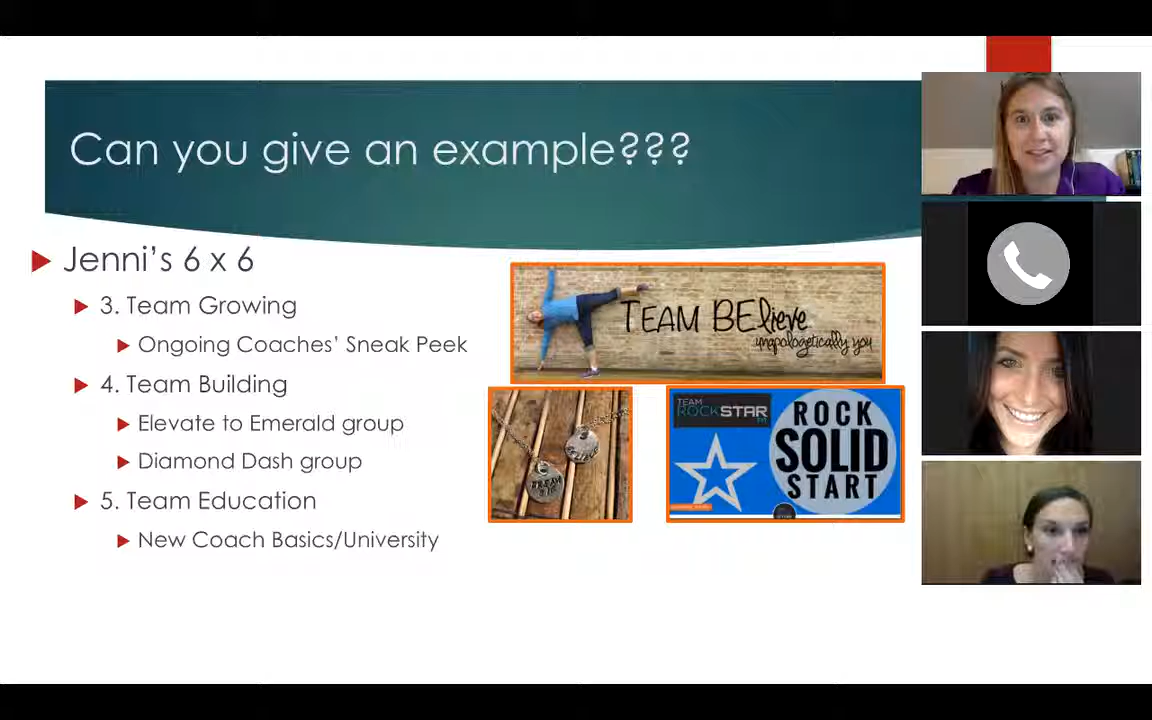 Can you give an example???
Jenni's 6 x 6
3. Team Growing
Ongoing Coaches' Sneak Peek
4. Team Building
Elevate to Emerald group
Diamond Dash group
5. Team Education
New Coach Basics/University
TEAM BElieve
unapologetically you
TEAM
ROCKSTAR
ROCK
SOLID
START